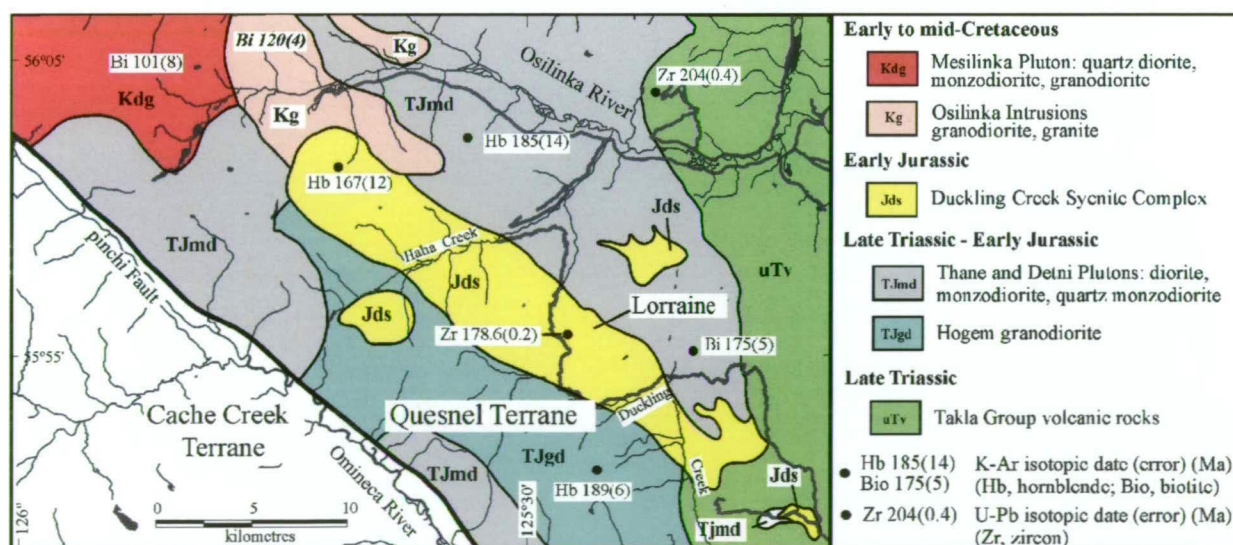 56°05'
Bi 101(8)
Kdg
Bi 120(4)
Kg
Kg
TJmd
Osilinka River
Zr 204(0.4)
Hb 185(14)
Hb 167(12)
TJmd
pinchi Fault
Haha Creek
Jds
Jds
Jds
uTv
Lorraine
Zr 178.6(0.2)
Bi 175(5)
55°55'
Cache Creek
Terrane
Quesnel Terrane
Duckling
Creek
TJmd
TJgd
Hb 189(6)
Omineca River
Jds
Tjmd
126°
125°30'
0 5 10
kilometres
Early to mid-Cretaceous
Kdg Mesilinka Pluton: quartz diorite,
monzodiorite, granodiorite
Kg Osilinka Intrusions
granodiorite, granite
Early Jurassic
Jds Duckling Creek Syenite Complex
Late Triassic - Early Jurassic
TJmd Thane and Detni Plutons: diorite,
monzodiorite, quartz monzodiorite
TJgd Hogem granodiorite
Late Triassic
uTv Takla Group volcanic rocks
Hb 185(14) K-Ar isotopic date (error) (Ma)
Bio 175(5) (Hb, hornblende; Bio, biotite)
Zr 204(0.4) U-Pb isotopic date (error) (Ma)
(Zr, zircon)